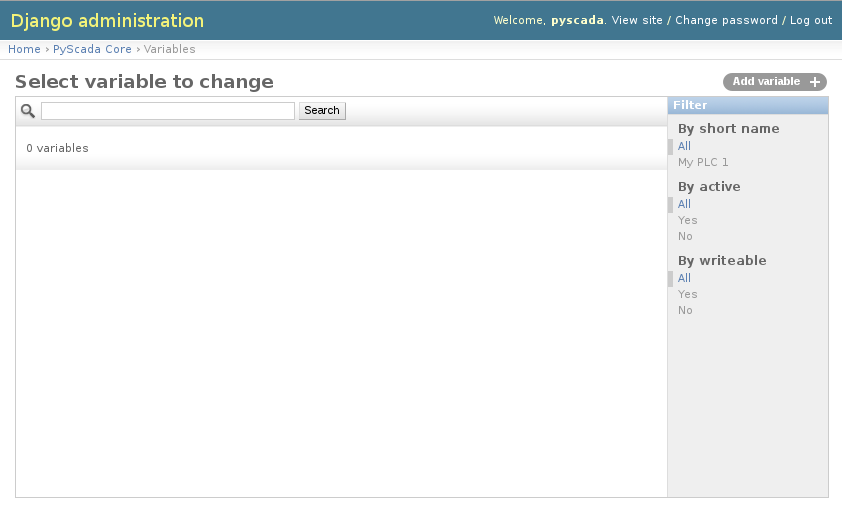 Django administration
Welcome, pyscada. View site / Change password / Log out
Home › PyScada Core › Variables
Select variable to change
Add variable +
Search
0 variables
Filter
By short name
All
My PLC 1
By active
All
Yes
No
By writeable
All
Yes
No